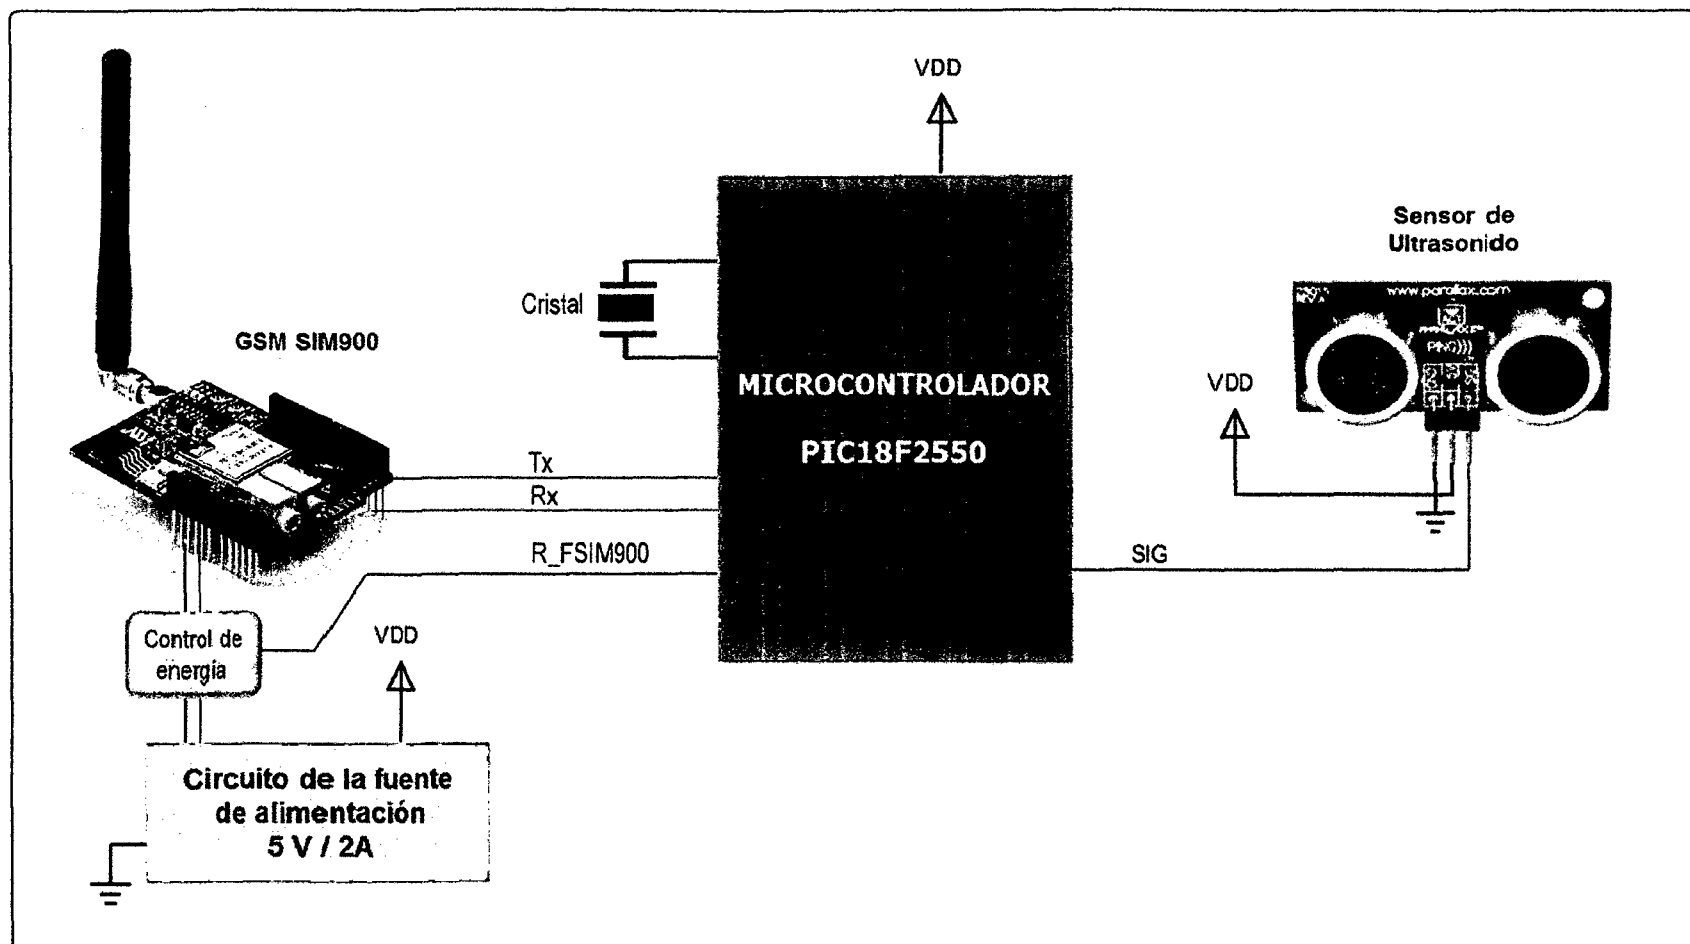 VDD
Sensor de
Ultrasonido
www.parallax.com
PING)))
Cristal
GSM SIM900
MICROCONTROLADOR
PIC18F2550
VDD
Tx
Rx
R_FSIM900
SIG
Control de
energía
VDD
Circuito de la fuente
de alimentación
5 V / 2A